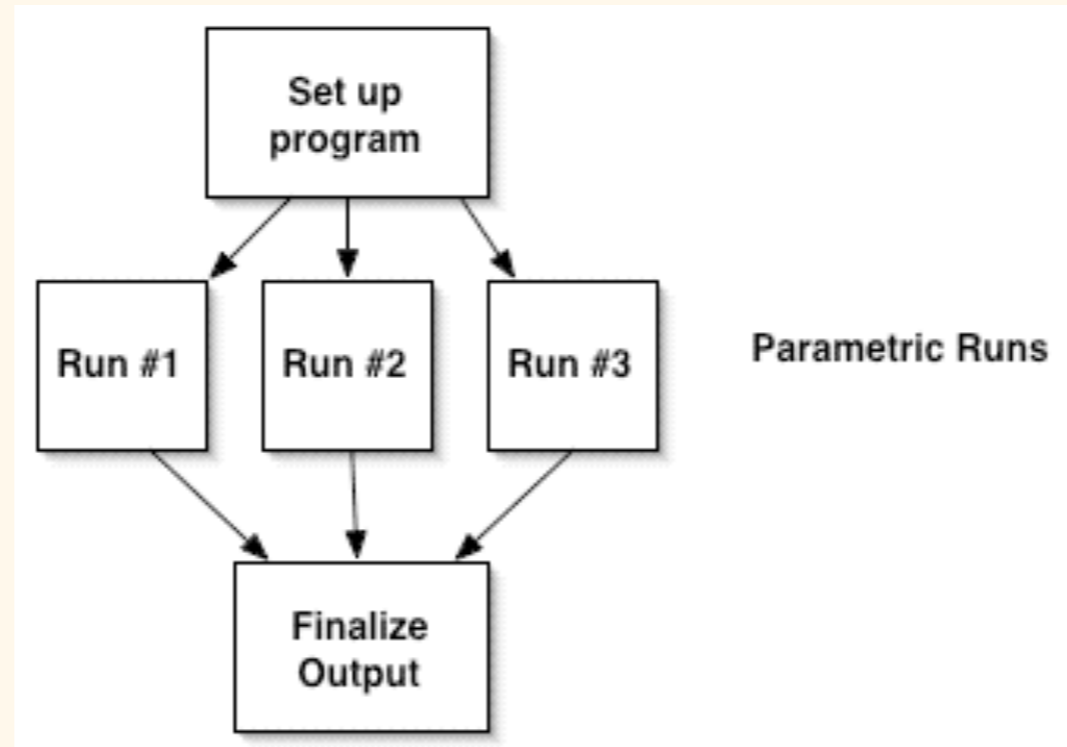 Set up
program
Run #1
Run #2
Run #3
Parametric Runs
Finalize
Output